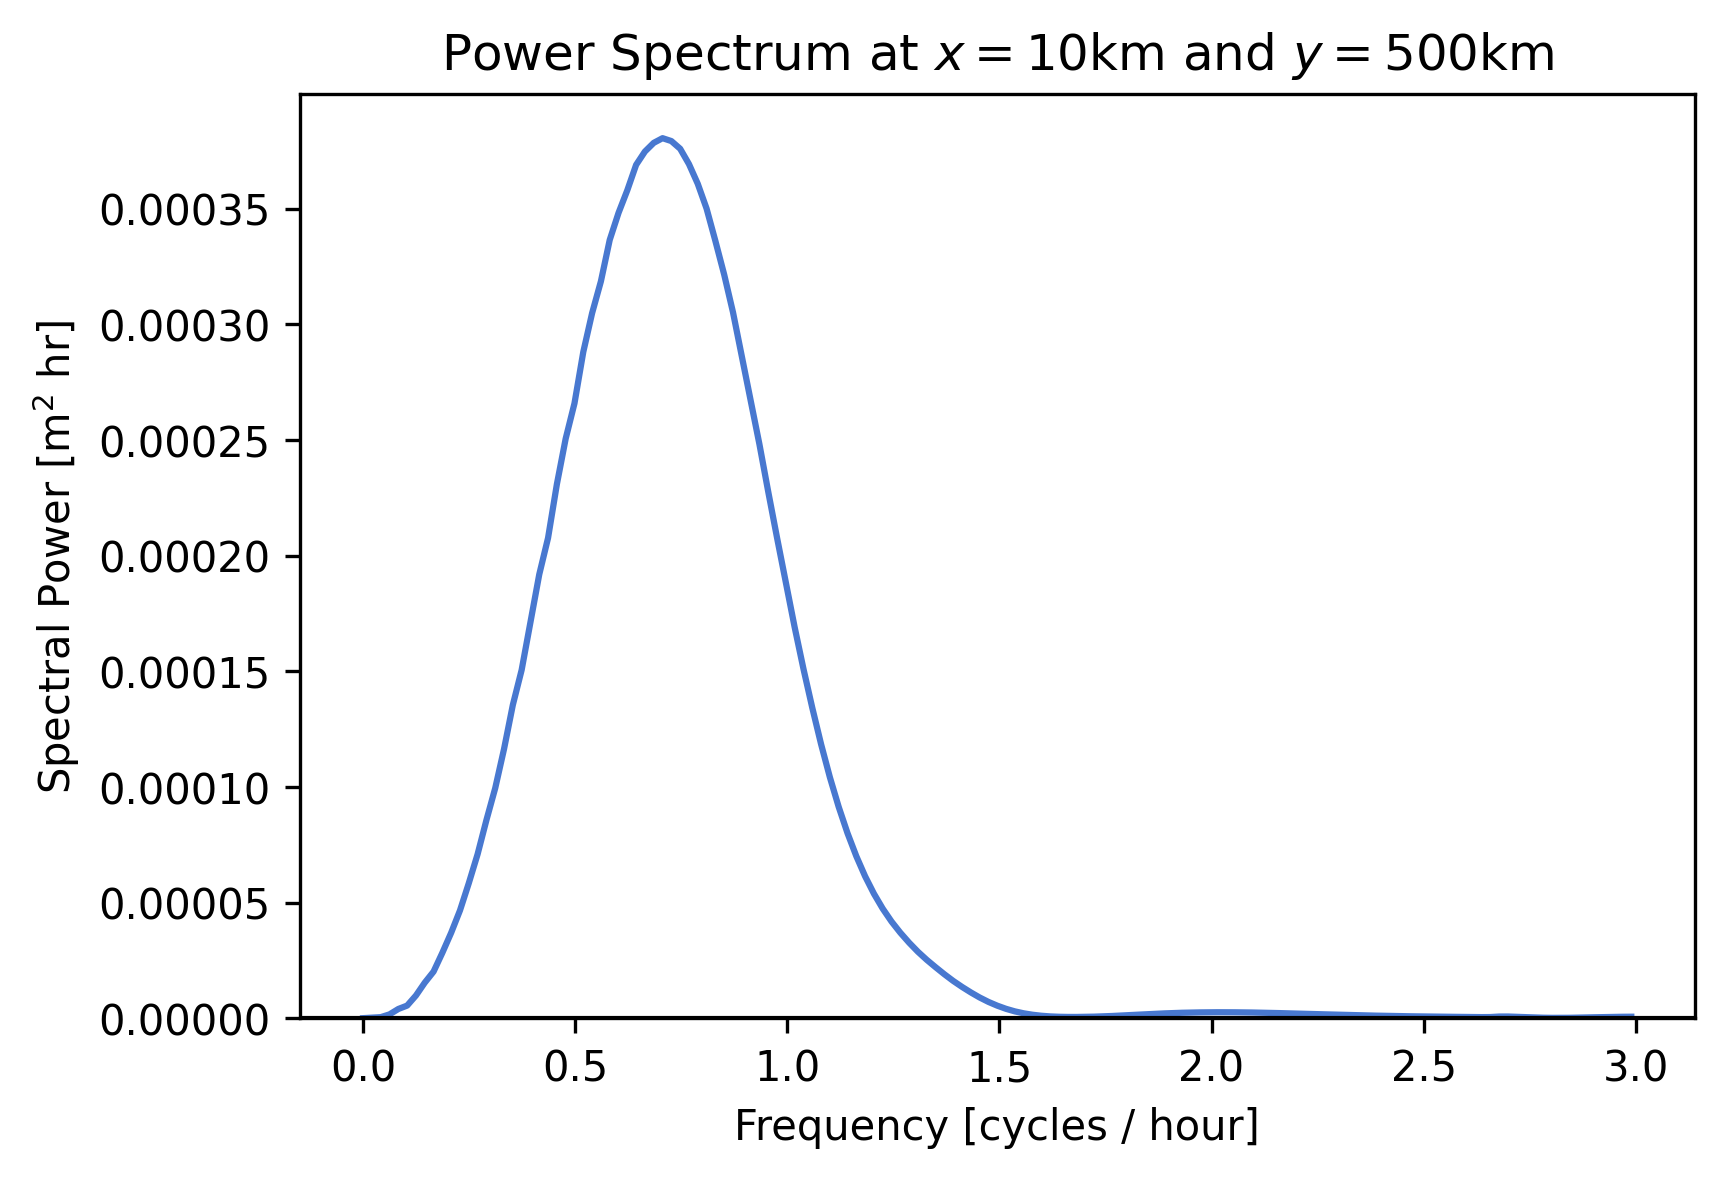 Power Spectrum at x = 10km and y = 500km
0.00035
0.00030
0.00025
0.00020
0.00015
0.00010
0.00005
0.00000
Spectral Power [m² hr]
0.0 0.5 1.0 1.5 2.0 2.5 3.0
Frequency [cycles / hour]